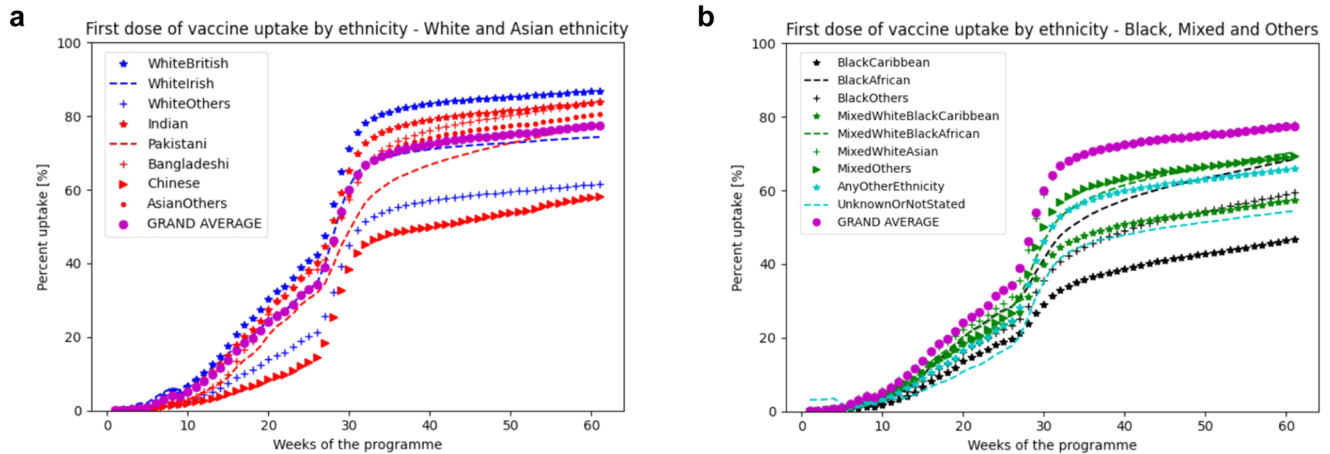 a
First dose of vaccine uptake by ethnicity - White and Asian ethnicity
100
80
60
40
20
0
Percent uptake [%]
WhiteBritish
WhiteIrish
WhiteOthers
Indian
Pakistani
Bangladeshi
Chinese
AsianOthers
GRAND AVERAGE
0 10 20 30 40 50 60
Weeks of the programme
b
First dose of vaccine uptake by ethnicity - Black, Mixed and Others
100
80
60
40
20
0
Percent uptake [%]
BlackCaribbean
BlackAfrican
BlackOthers
MixedWhiteBlackCaribbean
MixedWhiteBlackAfrican
MixedWhiteAsian
MixedOthers
AnyOtherEthnicity
UnknownOrNotStated
GRAND AVERAGE
0 10 20 30 40 50 60
Weeks of the programme